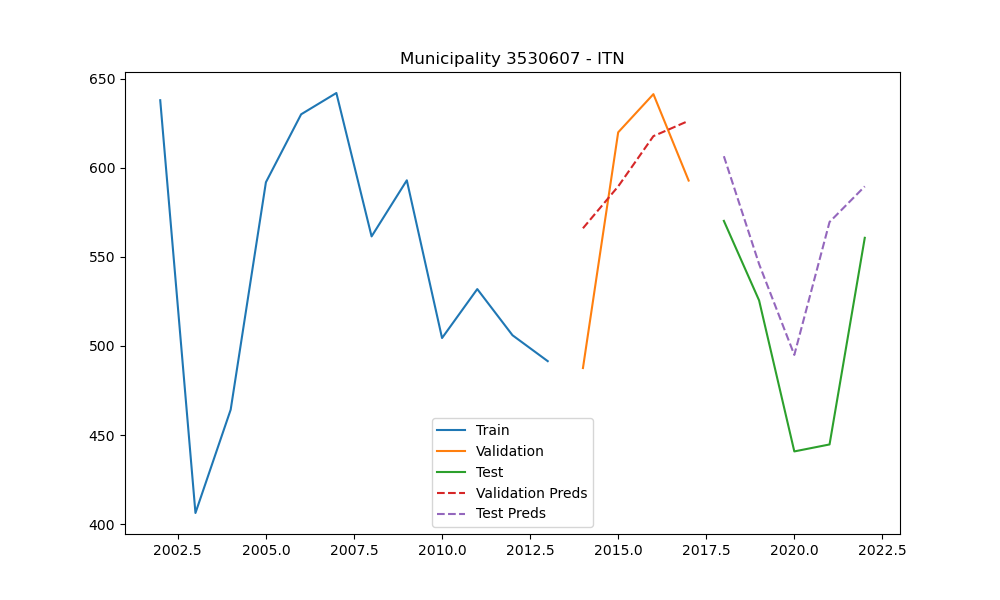 Municipality 3530607 - ITN
650
600
550
500
450
400
Train
Validation
Test
Validation Preds
Test Preds
2002.5 2005.0 2007.5 2010.0 2012.5 2015.0 2017.5 2020.0 2022.5